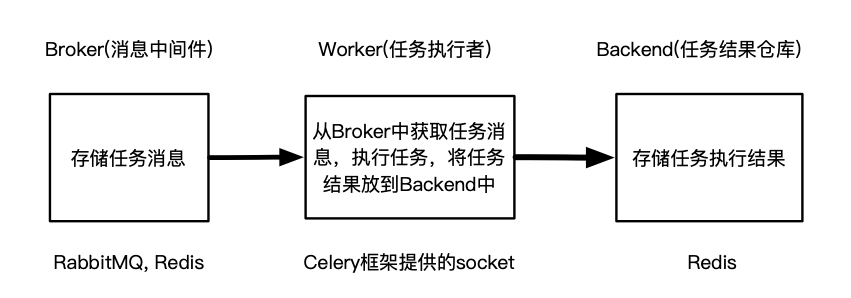 Broker(消息中间件)
Worker(任务执行者)
Backend(任务结果仓库)
存储任务消息
从Broker中获取任务消
息，执行任务，将任务
结果放到Backend中
存储任务执行结果
RabbitMQ, Redis
Celery框架提供的socket
Redis